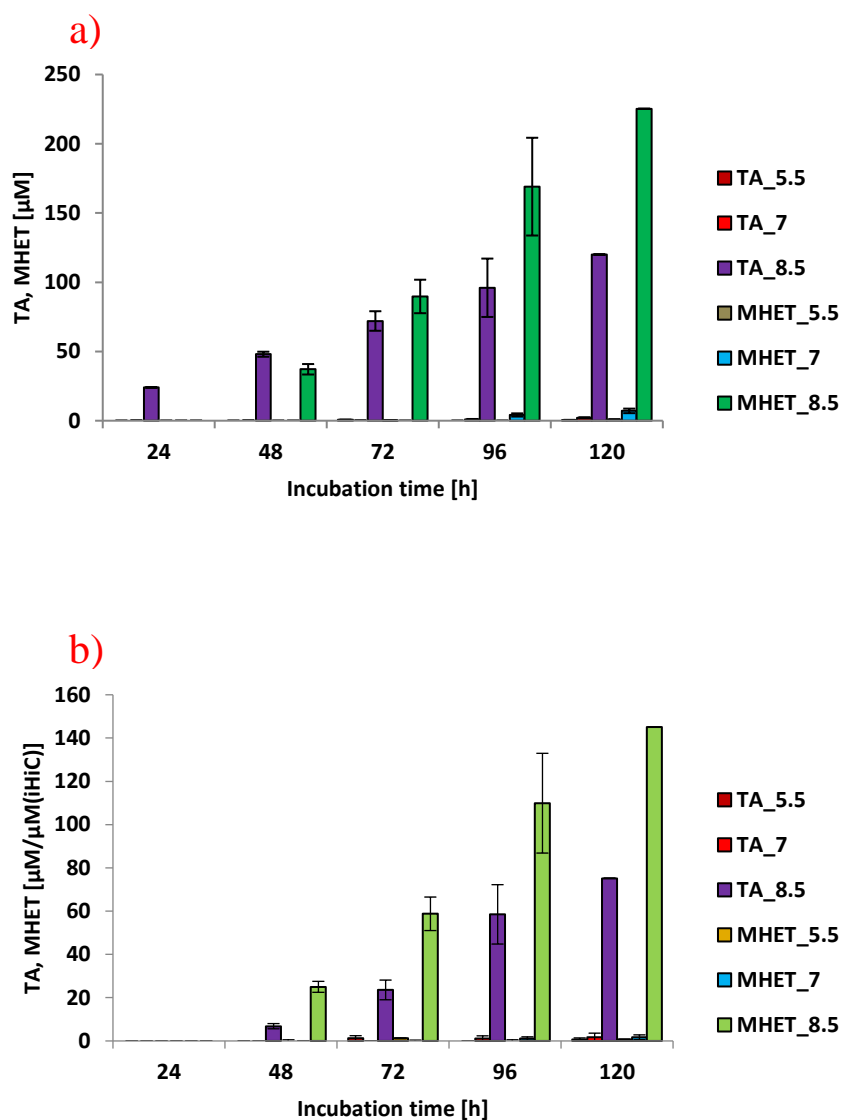 a)
250
200
150
100
50
0
TA, MHET [µM]
24 48 72 96 120
Incubation time [h]
TA_5.5
TA_7
TA_8.5
MHET_5.5
MHET_7
MHET_8.5
b)
160
140
120
100
80
60
40
20
0
TA, MHET [µM/µM(iHiC)]
24 48 72 96 120
Incubation time [h]
TA_5.5
TA_7
TA_8.5
MHET_5.5
MHET_7
MHET_8.5